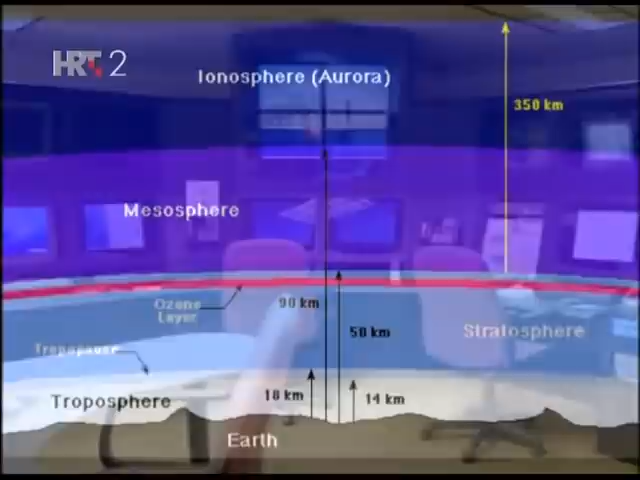 HRT 2
Ionosphere (Aurora)
350 km
Mesosphere
Ozone
Layer
90 km
50 km
Stratosphere
Tropopause
18 km
14 km
Troposphere
Earth